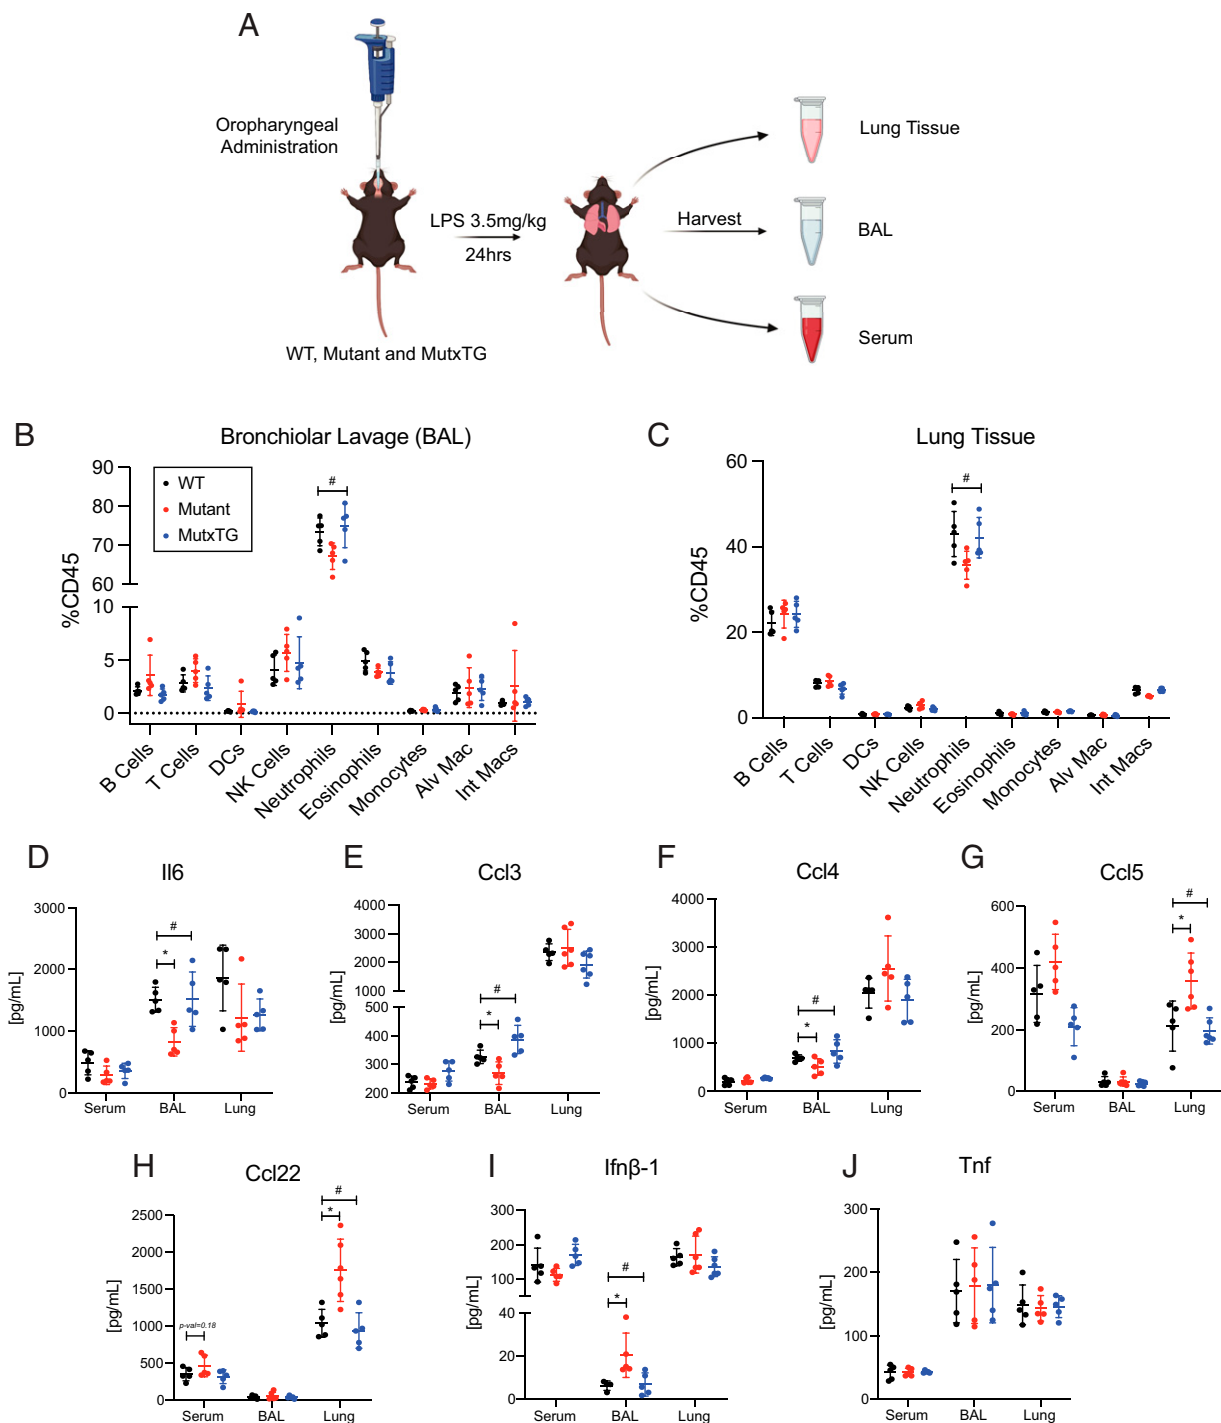 A
Oropharyngeal
Administration
LPS 3.5mg/kg
24hrs
Harvest
Lung Tissue
BAL
Serum
WT, Mutant and MutxTG
B
Bronchiolar Lavage (BAL)
%CD45
90
80
70
60
10
5
0
WT
Mutant
MutxTG
#
B Cells
T Cells
DCs
NK Cells
Neutrophils
Eosinophils
Monocytes
Alv Mac
Int Macs
C
Lung Tissue
%CD45
60
40
20
0
#
B Cells
T Cells
DCs
NK Cells
Neutrophils
Eosinophils
Monocytes
Alv Mac
Int Macs
D
Il6
[pg/mL]
3000
2000
1000
0
#
*
Serum BAL Lung
E
Ccl3
[pg/mL]
4000
3000
2000
1000
500
400
300
200
#
*
Serum BAL Lung
F
Ccl4
[pg/mL]
4000
3000
2000
1000
0
#
*
Serum BAL Lung
G
Ccl5
[pg/mL]
600
400
200
0
#
*
Serum BAL Lung
H
Ccl22
[pg/mL]
2500
2000
1500
1000
500
0
p-val=0.18
#
*
Serum BAL Lung
I
Ifnβ-1
[pg/mL]
300
200
100
40
20
0
#
*
Serum BAL Lung
J
Tnf
[pg/mL]
300
200
100
0
Serum BAL Lung